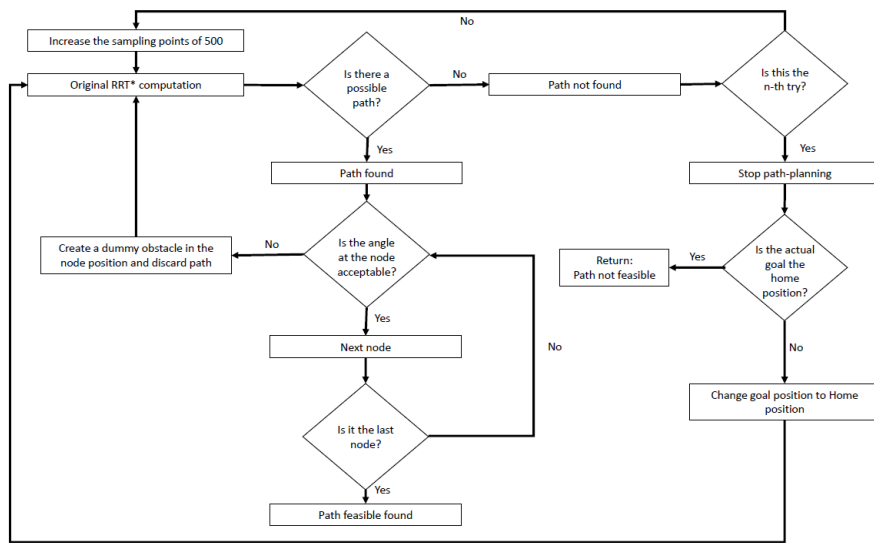 No
Increase the sampling points of 500
Original RRT* computation
Is there a
possible
path?
No
Path not found
Is this the
n-th try?
Yes
Yes
Path found
Stop path-planning
Create a dummy obstacle in the
node position and discard path
No
Is the angle
at the node
acceptable?
Return:
Path not feasible
Yes
Is the actual
goal the
home
position?
Yes
Next node
No
No
Change goal position to Home
position
Is it the last
node?
Yes
Path feasible found